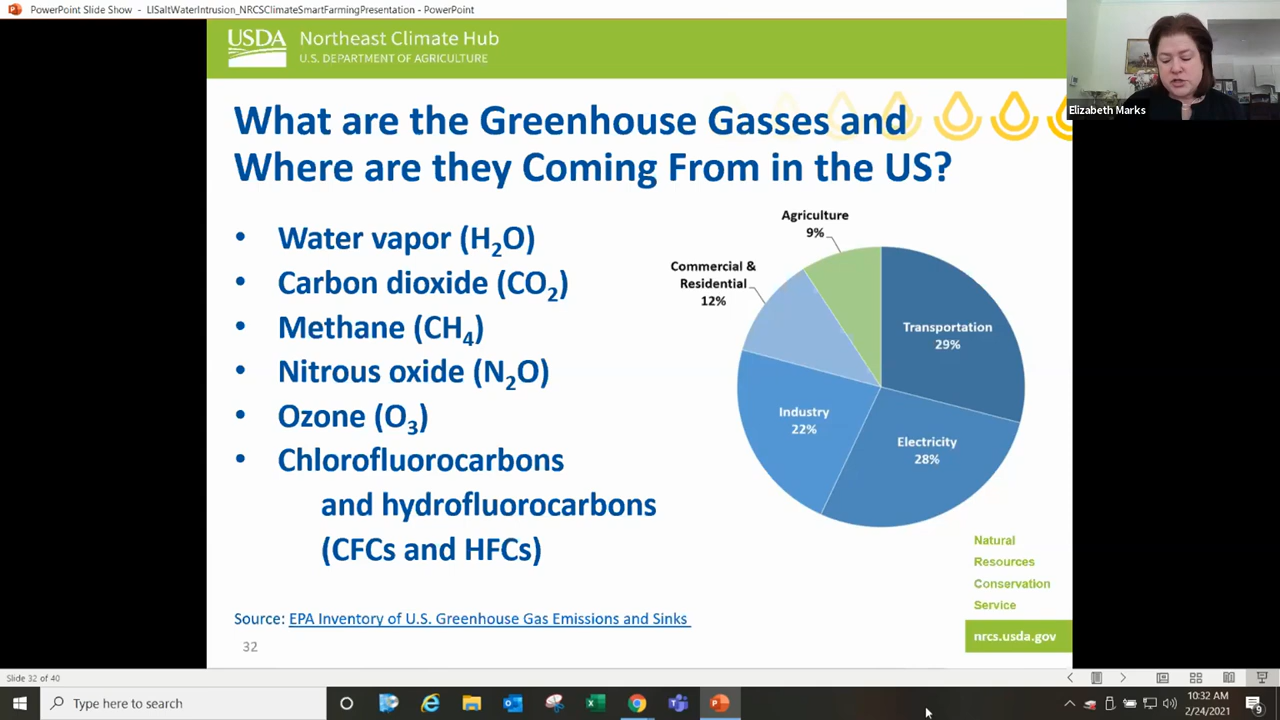 PowerPoint Slide Show - LISaltWaterIntrusion_NRCSClimateSmartFarmingPresentation - PowerPoint
USDA
Northeast Climate Hub
U.S. DEPARTMENT OF AGRICULTURE
Elizabeth Marks
What are the Greenhouse Gasses and
Where are they Coming From in the US?
• Water vapor (H₂O)
• Carbon dioxide (CO₂)
• Methane (CH₄)
• Nitrous oxide (N₂O)
• Ozone (O₃)
• Chlorofluorocarbons
and hydrofluorocarbons
(CFCs and HFCs)
Agriculture
9%
Commercial &
Residential
12%
Transportation
29%
Industry
22%
Electricity
28%
Natural
Resources
Conservation
Service
nrcs.usda.gov
Source: EPA Inventory of U.S. Greenhouse Gas Emissions and Sinks
32
Slide 32 of 40
Type here to search
10:32 AM
2/24/2021
9